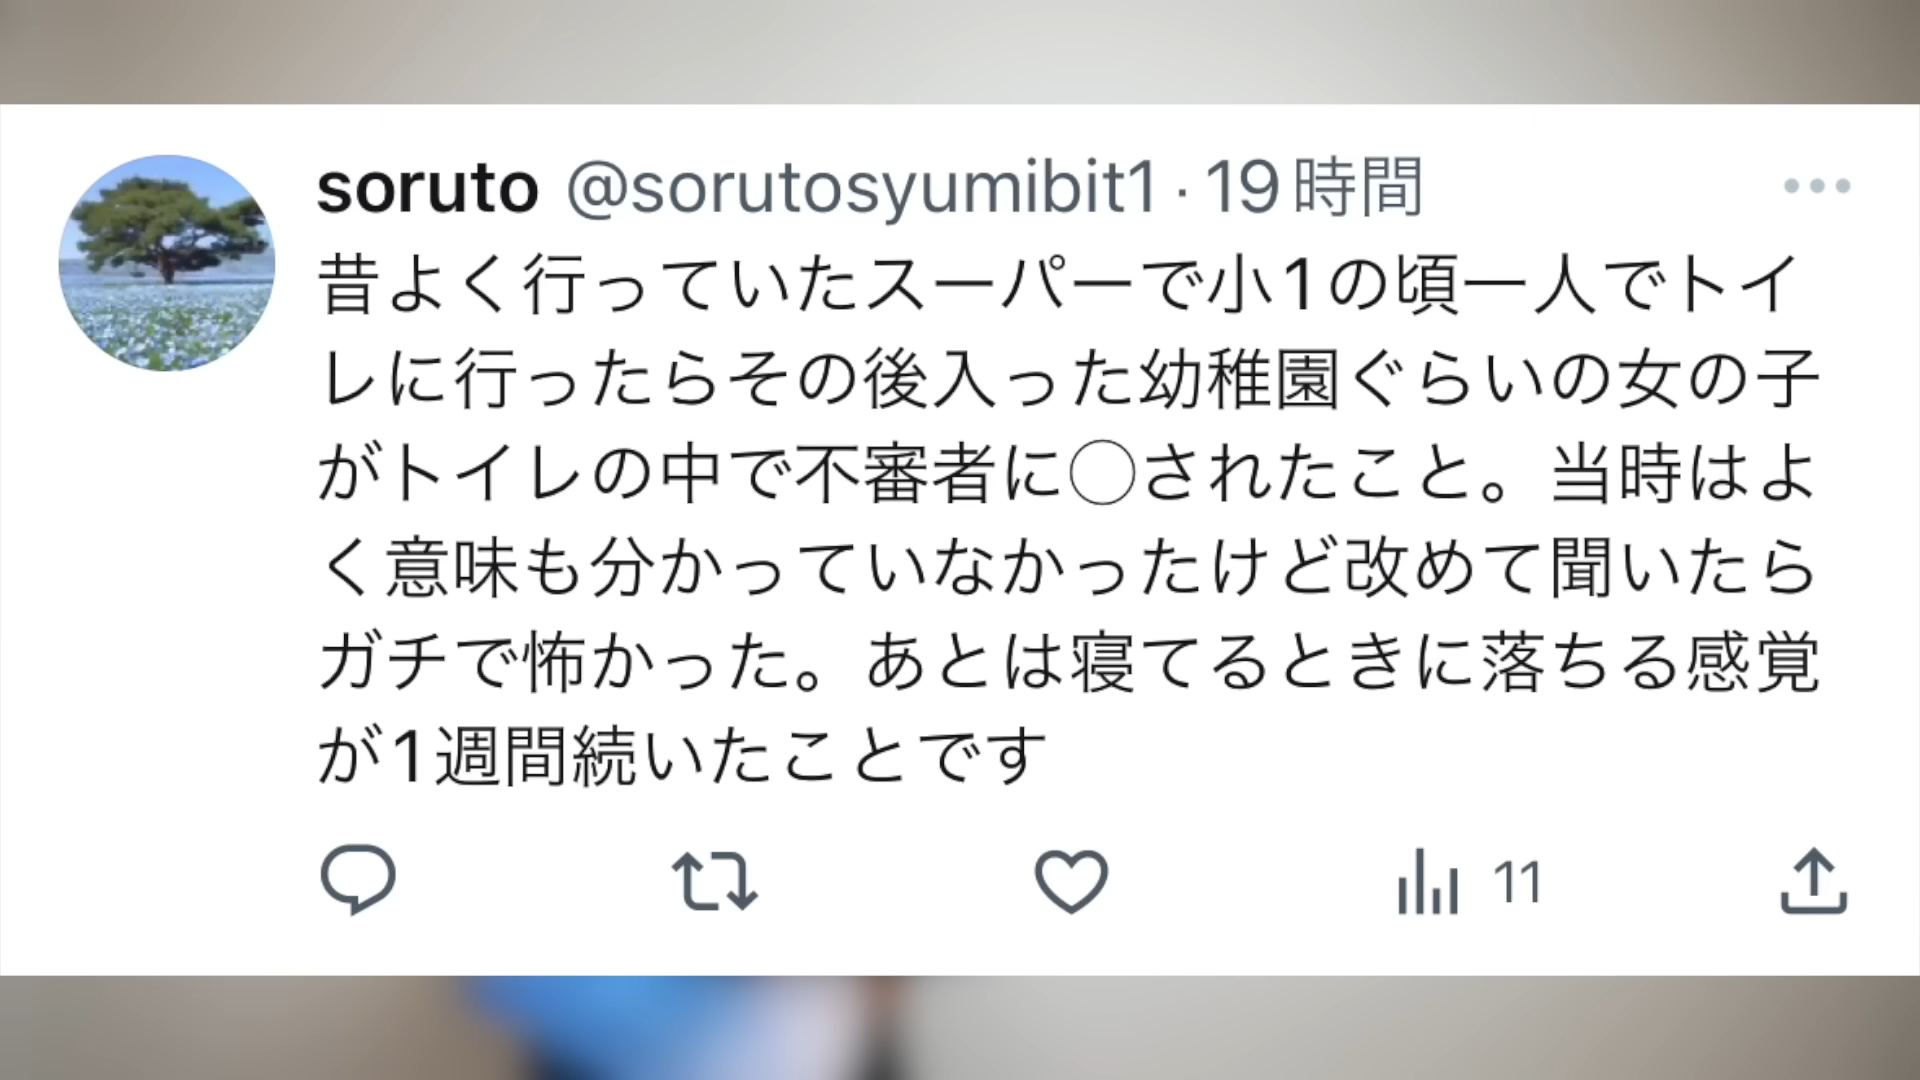 soruto @sorutosyumibit1 · 19時間
昔よく行っていたスーパーで小1の頃一人でトイ
レに行ったらその後入った幼稚園ぐらいの女の子
がトイレの中で不審者に◯されたこと。当時はよ
く意味も分かっていなかったけど改めて聞いたら
ガチで怖かった。あとは寝てるときに落ちる感覚
が1週間続いたことです
11